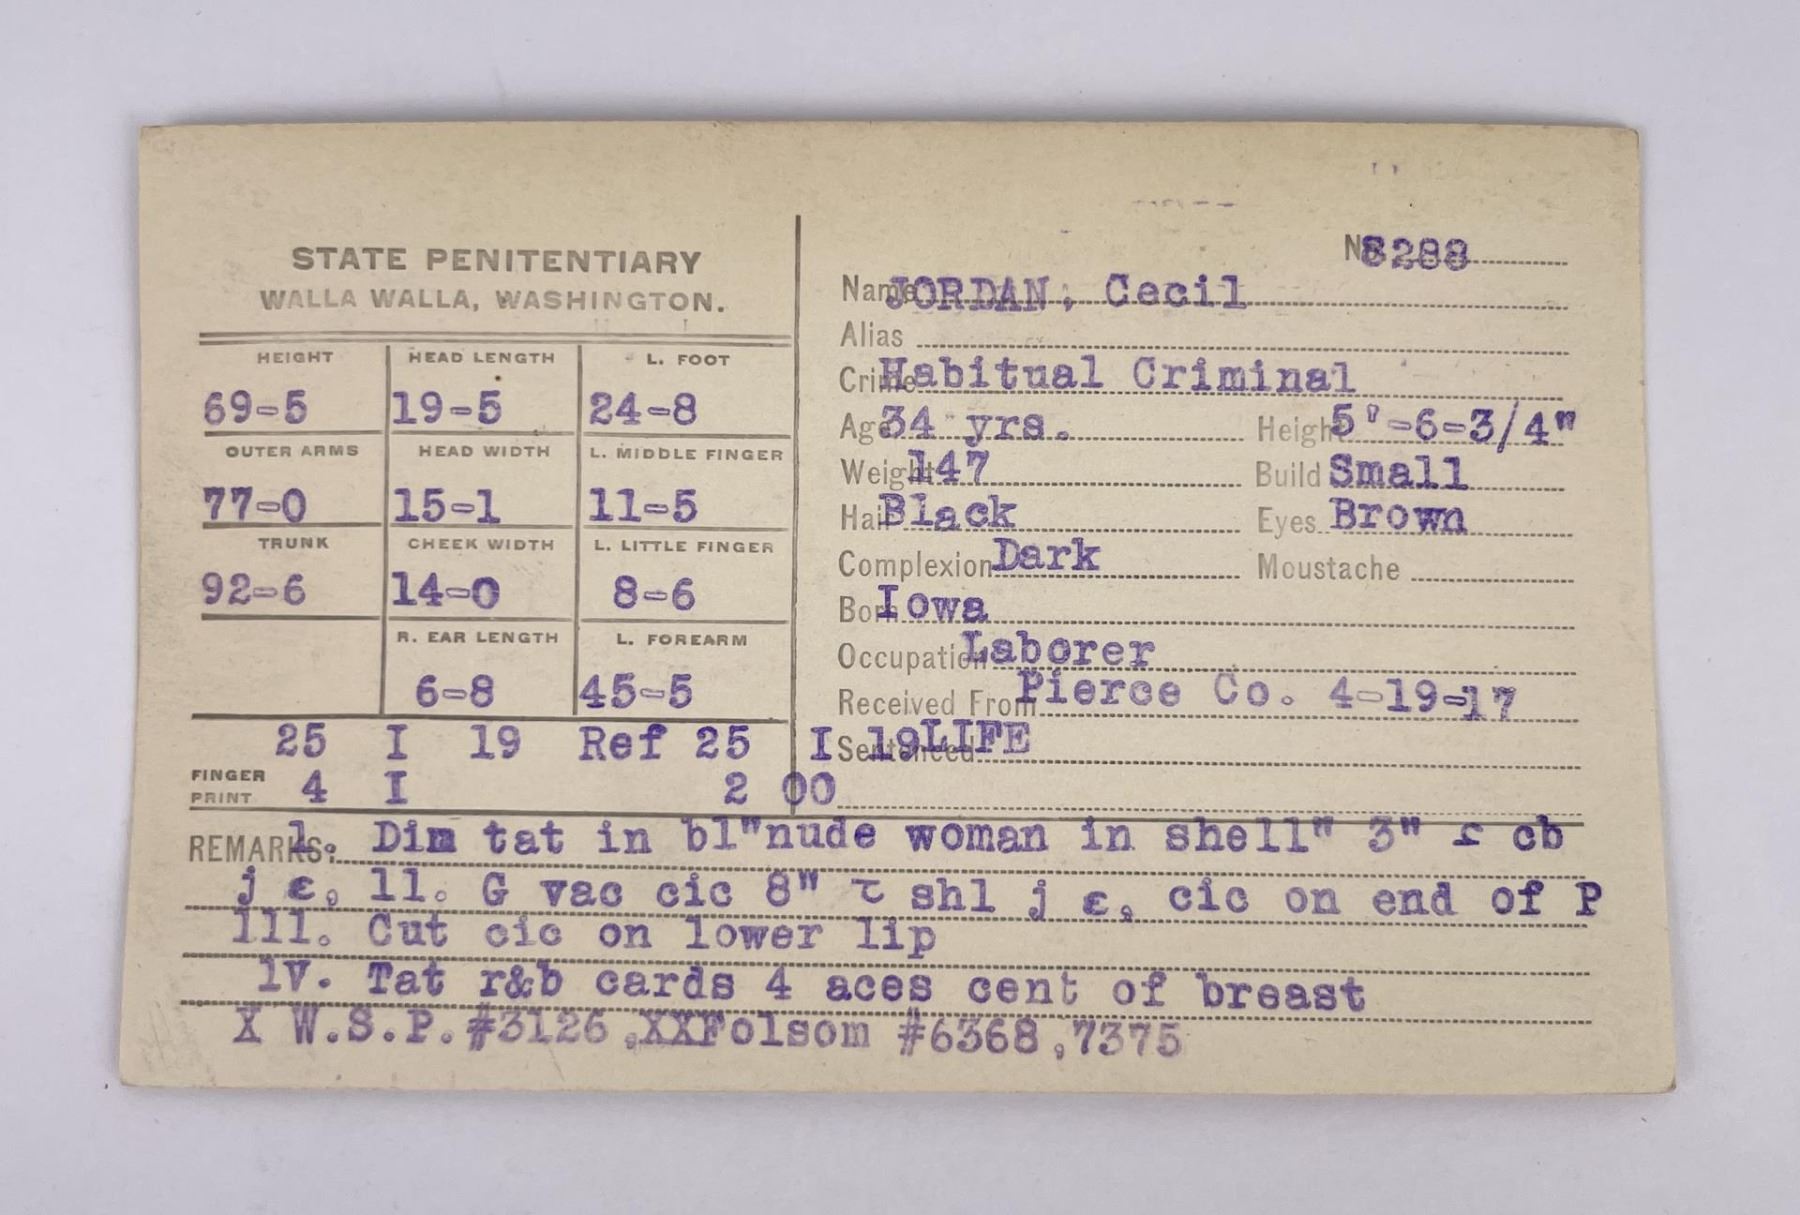 STATE PENITENTIARY
WALLA WALLA, WASHINGTON.
HEIGHT HEAD LENGTH L. FOOT
69-5 19-5 24-8
OUTER ARMS HEAD WIDTH L. MIDDLE FINGER
77-0 15-1 11-5
TRUNK CHEEK WIDTH L. LITTLE FINGER
92-6 14-0 8-6
R. EAR LENGTH L. FOREARM
6-8 45-5
25 I 19 Ref 25 I 19
FINGER PRINT 4 I 2 00
No. 8288
Name JORDAN, Cecil
Alias
Crime Habitual Criminal
Age 34 yrs. Height 5'-6-3/4"
Weight 147 Build Small
Hair Black Eyes Brown
Complexion Dark Moustache
Born Iowa
Occupation Laborer
Received From Pierce Co. 4-19-17
Sentenced LIFE
REMARKS: 1. Dim tat in bl"nude woman in shell" 3" cb
j ε, 11. G vac cic 8" shl j ε, cic on end of P
111. Cut cic on lower lip
1V. Tat r&b cards 4 aces cent of breast
X W.S.P.#3126,XXFolsom #6368,7375